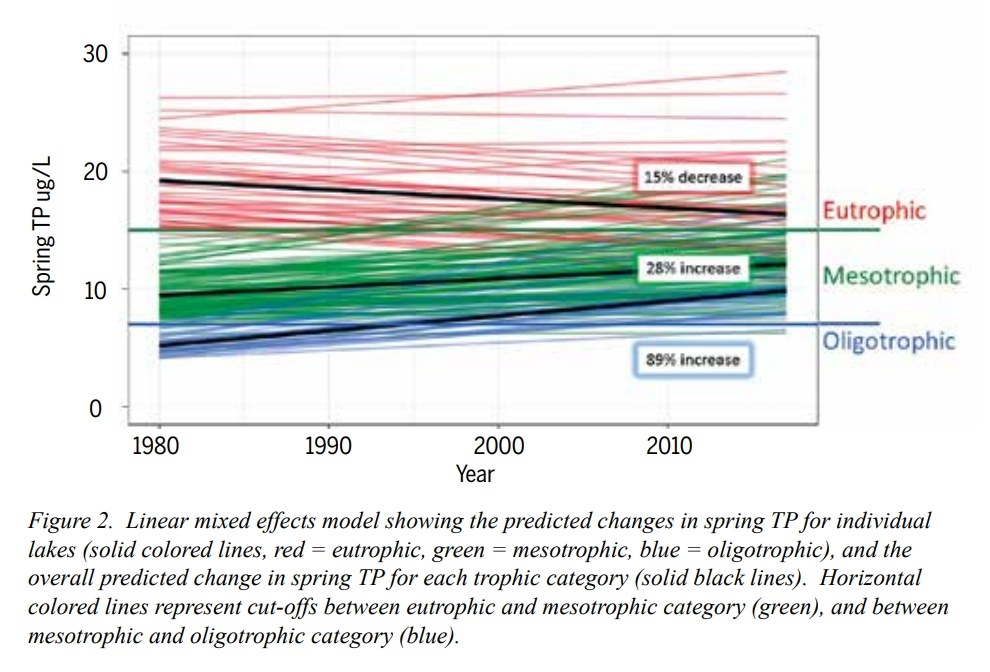 30
20
10
0
Spring TP ug/L
15% decrease
28% increase
89% increase
Eutrophic
Mesotrophic
Oligotrophic
1980 1990 2000 2010
Year
Figure 2. Linear mixed effects model showing the predicted changes in spring TP for individual
lakes (solid colored lines, red = eutrophic, green = mesotrophic, blue = oligotrophic), and the
overall predicted change in spring TP for each trophic category (solid black lines). Horizontal
colored lines represent cut-offs between eutrophic and mesotrophic category (green), and between
mesotrophic and oligotrophic category (blue).